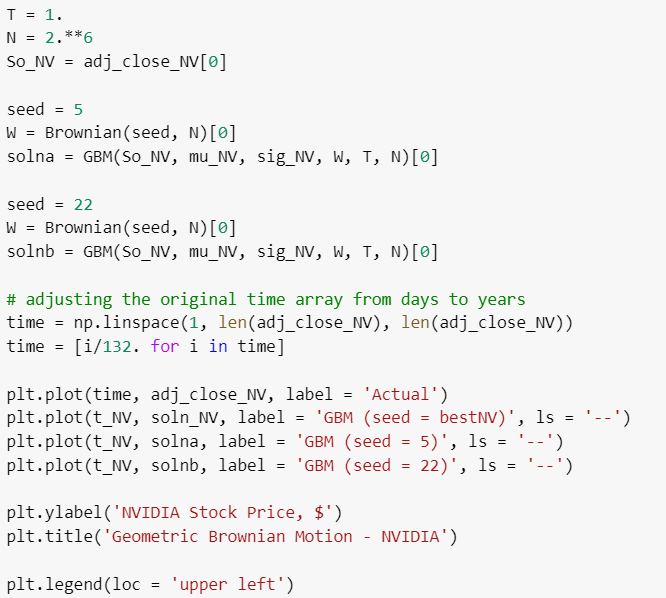 T = 1.
N = 2.**6
So_NV = adj_close_NV[0]
seed = 5
W = Brownian(seed, N)[0]
solna = GBM(So_NV, mu_NV, sig_NV, W, T, N)[0]
seed = 22
W = Brownian(seed, N)[0]
solnb = GBM(So_NV, mu_NV, sig_NV, W, T, N)[0]
# adjusting the original time array from days to years
time = np.linspace(1, len(adj_close_NV), len(adj_close_NV))
time = [i/132. for i in time]
plt.plot(time, adj_close_NV, label = 'Actual')
plt.plot(t_NV, soln_NV, label = 'GBM (seed = bestNV)', ls = '--')
plt.plot(t_NV, solna, label = 'GBM (seed = 5)', ls = '--')
plt.plot(t_NV, solnb, label = 'GBM (seed = 22)', ls = '--')
plt.ylabel('NVIDIA Stock Price, $')
plt.title('Geometric Brownian Motion - NVIDIA')
plt.legend(loc = 'upper left')